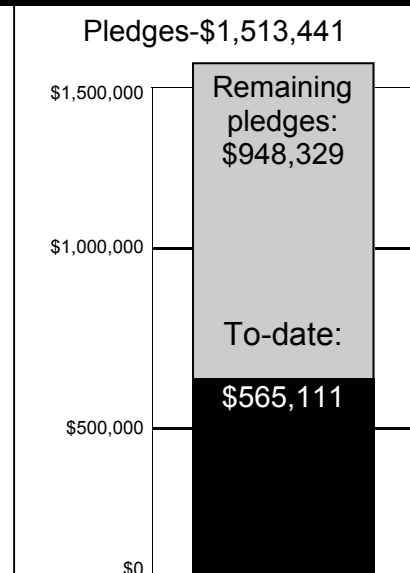 Pledges-$1,513,441
$1,500,000
Remaining
pledges:
$948,329
$1,000,000
To-date:
$565,111
$500,000
$0